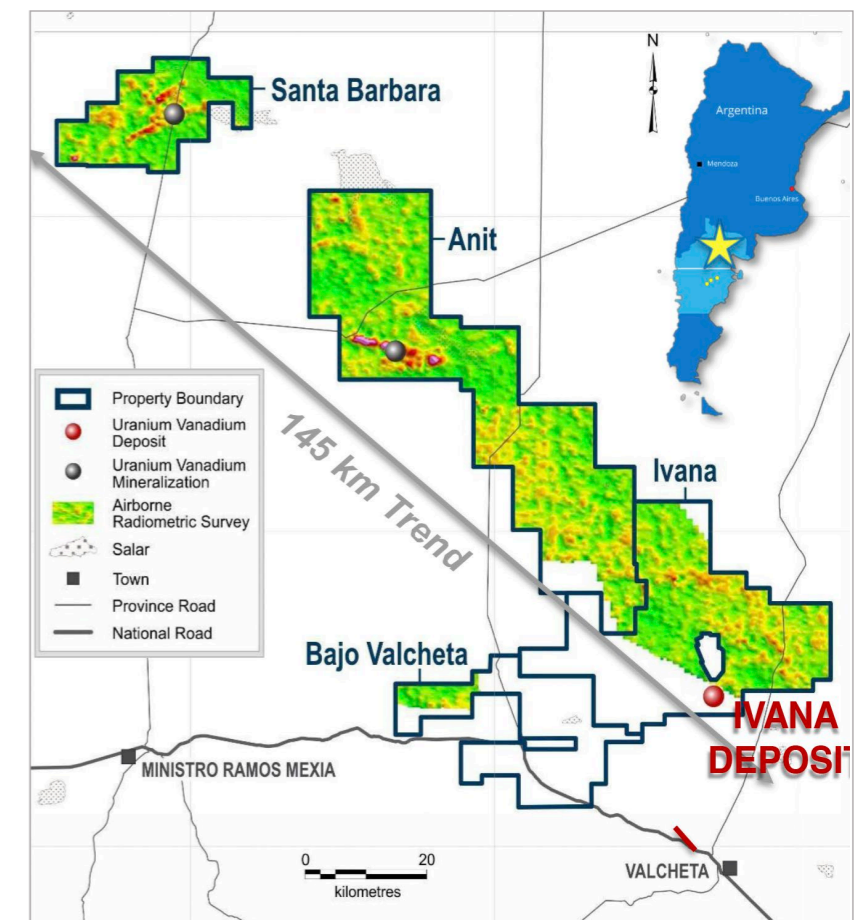 N
Argentina
Mendoza
Buenos Aires
Santa Barbara
Anit
Property Boundary
Uranium Vanadium
Deposit
Uranium Vanadium
Mineralization
Airborne
Radiometric Survey
Salar
Town
Province Road
National Road
145 km Trend
Ivana
Bajo Valcheta
IVANA
DEPOSIT
MINISTRO RAMOS MEXIA
0 20
kilometres
VALCHETA